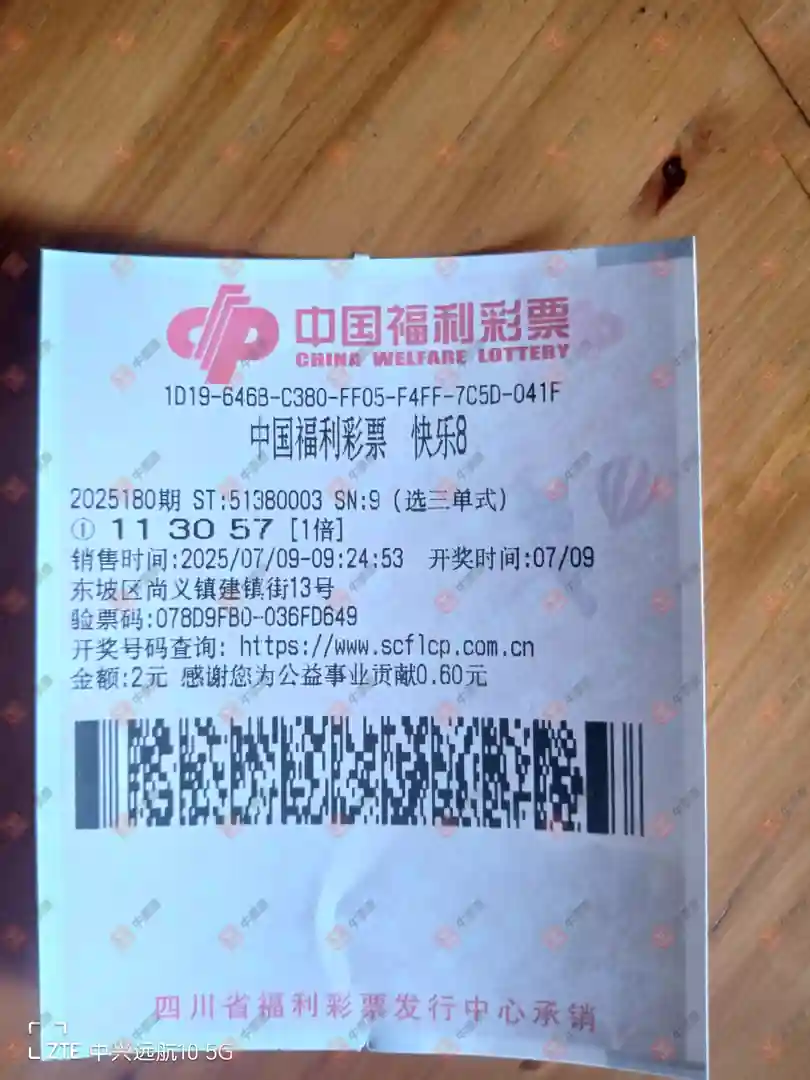 中国福利彩票
CHINA WELFARE LOTTERY
1D19-646B-C380-FF05-F4FF-7C5D-041F
中国福利彩票 快乐8
2025180期 ST:51380003 SN:9 (选三单式)
① 11 30 57 [1倍]
销售时间:2025/07/09-09:24:53 开奖时间:07/09
东坡区尚义镇建镇街13号
验票码:078D9FB0-036FD649
开奖号码查询: https://www.scflcp.com.cn
金额:2元 感谢您为公益事业贡献0.60元
四川省福利彩票发行中心承销
ZTE 中兴远航10 5G